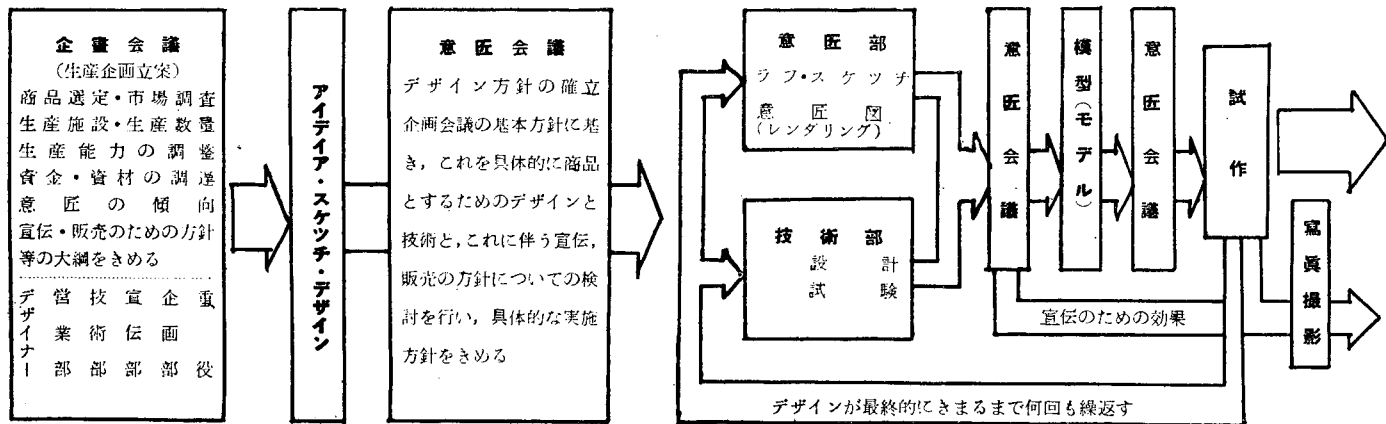 企畫会議
(生産企画立案)
商品選定・市場調査
生産施設・生産数量
生産能力の調整
資金・資材の調達
意匠の傾向
宣伝・販売のための方針
等の大綱をきめる
重役
企画部
宣伝部
技術部
営業部
デザイナー
アイデイア・スケツチ・デザイン
意匠会議
デザイン方針の確立
企画会議の基本方針に基
き，これを具体的に商品
とするためのデザインと
技術と，これに伴う宣伝，
販売の方針についての検
討を行い，具体的な実施
方針をきめる
意匠部
ラフ・スケツチ
意匠図
(レンダリング)
技術部
設計
試験
意匠会議
模型(モデル)
意匠会議
試作
寫眞撮影
宣伝のための効果
デザインが最終的にきまるまで何回も繰返す